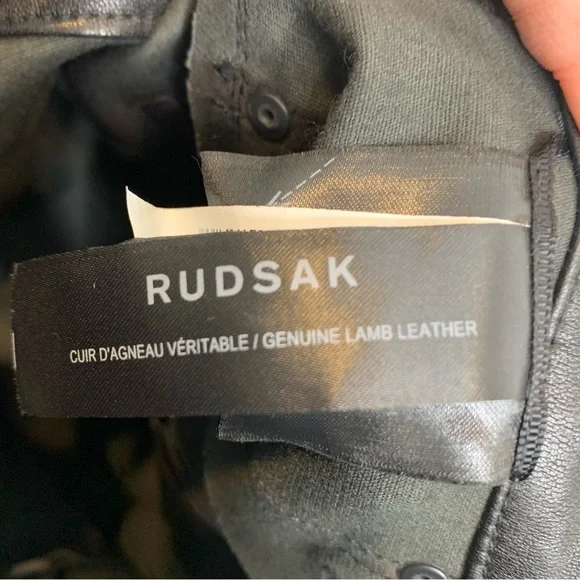 RUDSAK
CUIR D'AGNEAU VÉRITABLE / GENUINE LAMB LEATHER